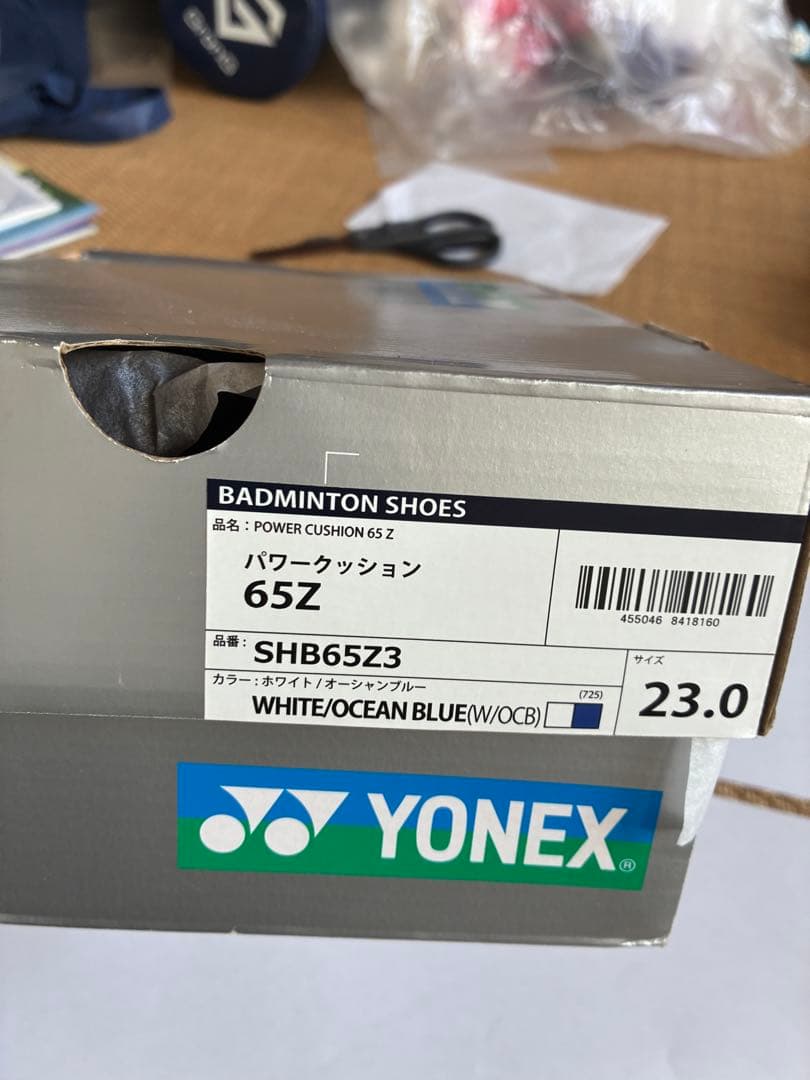 BADMINTON SHOES
品名：POWER CUSHION 65 Z
パワークッション
65Z
455046 8418160
品番：SHB65Z3
カラー：ホワイト/オーシャンブルー
WHITE/OCEAN BLUE(W/OCB)
(725)
サイズ
23.0
YONEX®